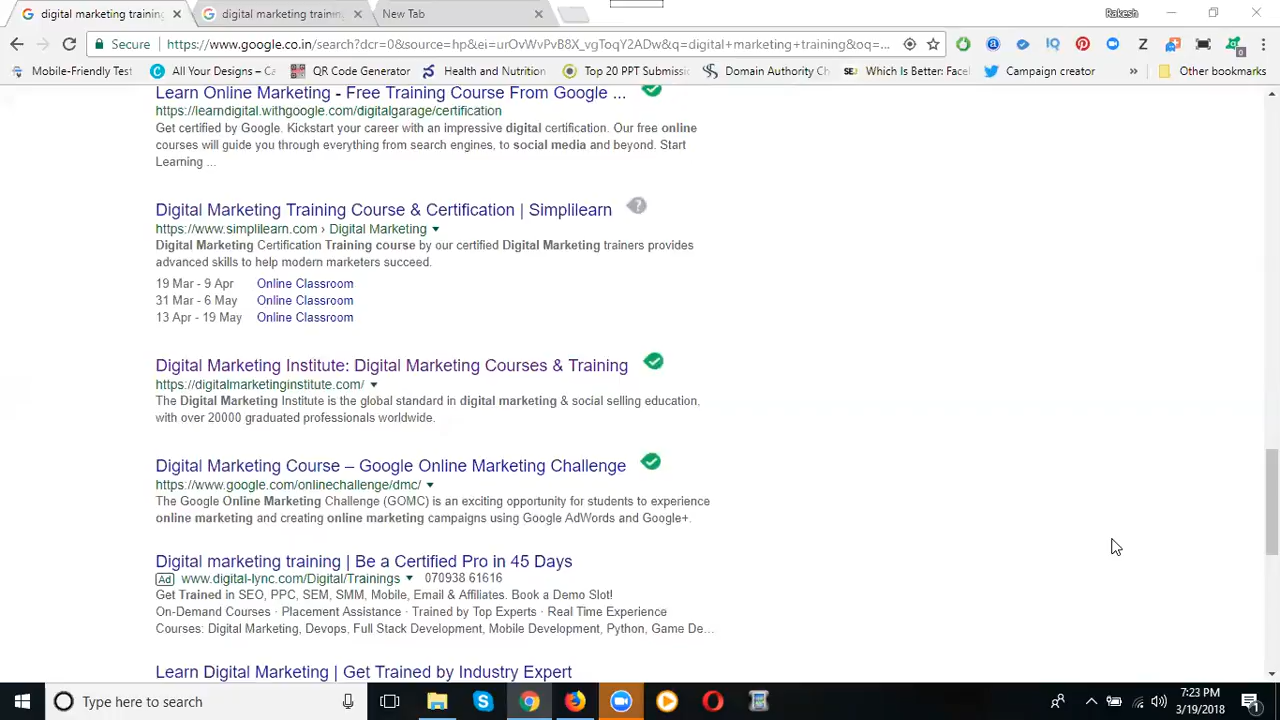 digital marketing training
digital marketing training
New Tab
Rakesh
Secure
https://www.google.co.in/search?dcr=0&source=hp&ei=urOvWvPvB8X_vgToqY2ADw&q=digital+marketing+training&oq=...
Mobile-Friendly Test
All Your Designs – Ca
QR Code Generator
Health and Nutrition
Top 20 PPT Submissi
Domain Authority Ch
SEJ
Which Is Better: Facel
Campaign creator
»
Other bookmarks
Learn Online Marketing - Free Training Course From Google ...
https://learndigital.withgoogle.com/digitalgarage/certification
Get certified by Google. Kickstart your career with an impressive digital certification. Our free online
courses will guide you through everything from search engines, to social media and beyond. Start
Learning ...
Digital Marketing Training Course & Certification | Simplilearn
https://www.simplilearn.com › Digital Marketing
Digital Marketing Certification Training course by our certified Digital Marketing trainers provides
advanced skills to help modern marketers succeed.
19 Mar - 9 Apr Online Classroom
31 Mar - 6 May Online Classroom
13 Apr - 19 May Online Classroom
Digital Marketing Institute: Digital Marketing Courses & Training
https://digitalmarketinginstitute.com/
The Digital Marketing Institute is the global standard in digital marketing & social selling education,
with over 20000 graduated professionals worldwide.
Digital Marketing Course – Google Online Marketing Challenge
https://www.google.com/onlinechallenge/dmc/
The Google Online Marketing Challenge (GOMC) is an exciting opportunity for students to experience
online marketing and creating online marketing campaigns using Google AdWords and Google+.
Digital marketing training | Be a Certified Pro in 45 Days
Ad www.digital-lync.com/Digital/Trainings 070938 61616
Get Trained in SEO, PPC, SEM, SMM, Mobile, Email & Affiliates. Book a Demo Slot!
On-Demand Courses · Placement Assistance · Trained by Top Experts · Real Time Experience
Courses: Digital Marketing, Devops, Full Stack Development, Mobile Development, Python, Game De...
Learn Digital Marketing | Get Trained by Industry Expert
Type here to search
7:23 PM
3/19/2018